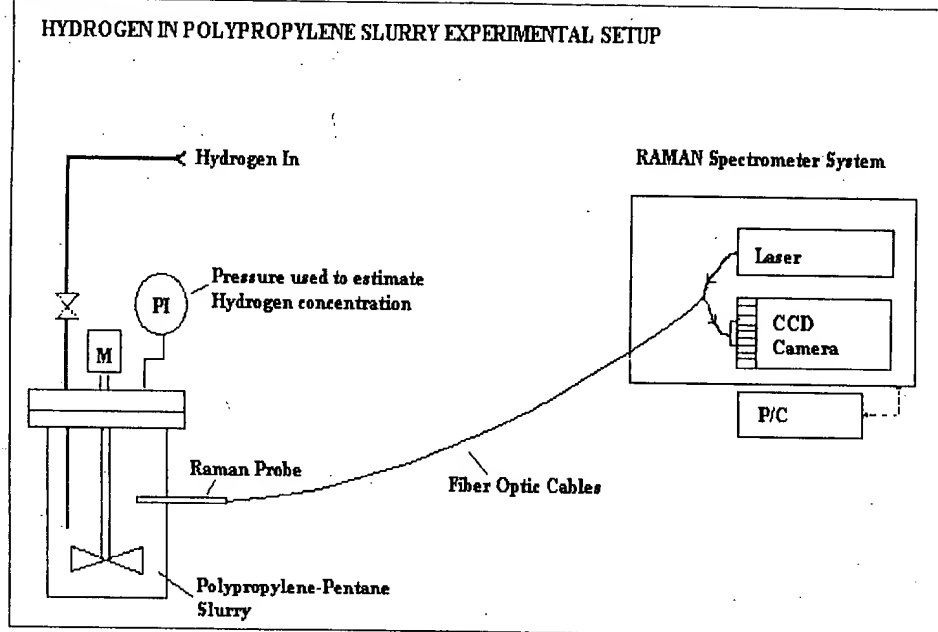 HYDROGEN IN POLYPROPYLENE SLURRY EXPERIMENTAL SETUP
Hydrogen In
RAMAN Spectrometer System
Pressure used to estimate
Hydrogen concentration
PI
M
Laser
CCD
Camera
P/C
Raman Probe
Fiber Optic Cables
Polypropylene-Pentane
Slurry